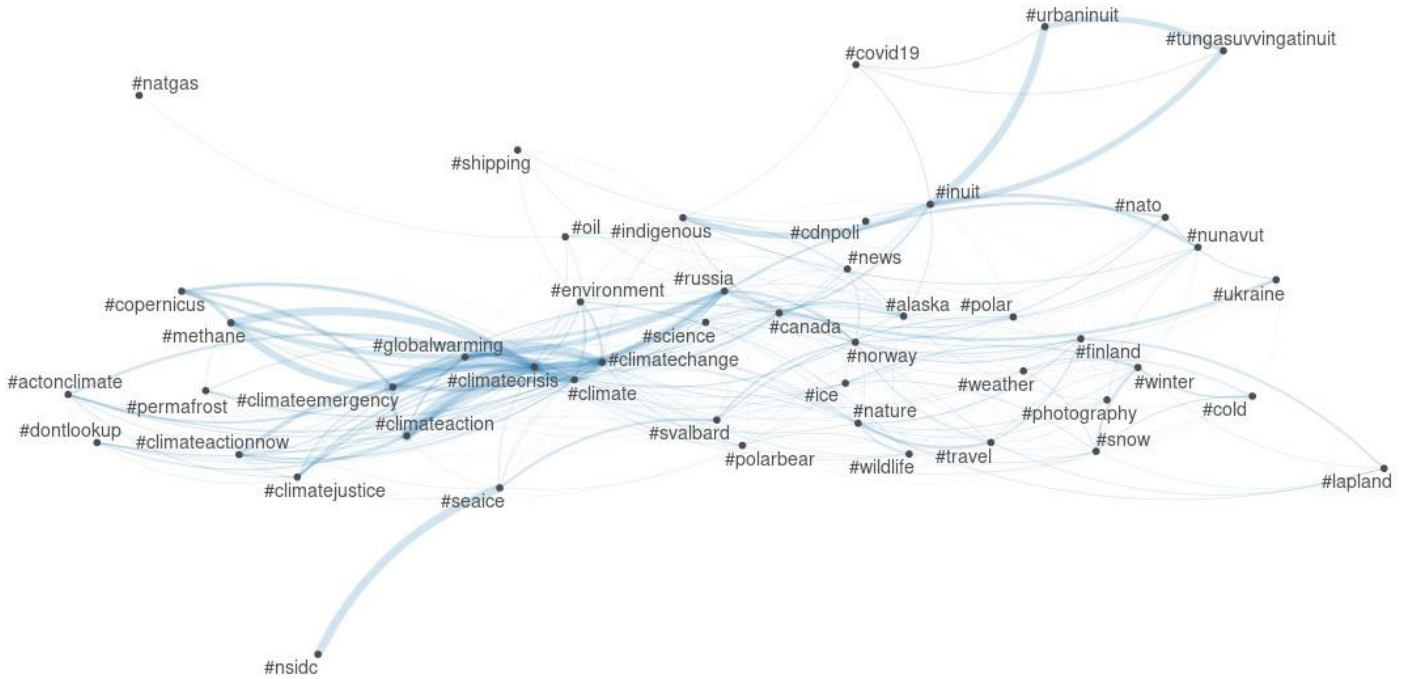 #urbaninuit
#tungasuvvingatinuit
#covid19
#natgas
#shipping
#inuit
#nato
#oil
#indigenous
#cdnpoli
#nunavut
#news
#russia
#environment
#ukraine
#copernicus
#alaska
#polar
#canada
#methane
#science
#globalwarming
#climatechange
#norway
#finland
#actonclimate
#climatecrisis
#climate
#weather
#winter
#permafrost
#climateemergency
#ice
#nature
#photography
#cold
#dontlookup
#climateactionnow
#climateaction
#svalbard
#snow
#polarbear
#wildlife
#travel
#climatejustice
#seaice
#lapland
#nsidc